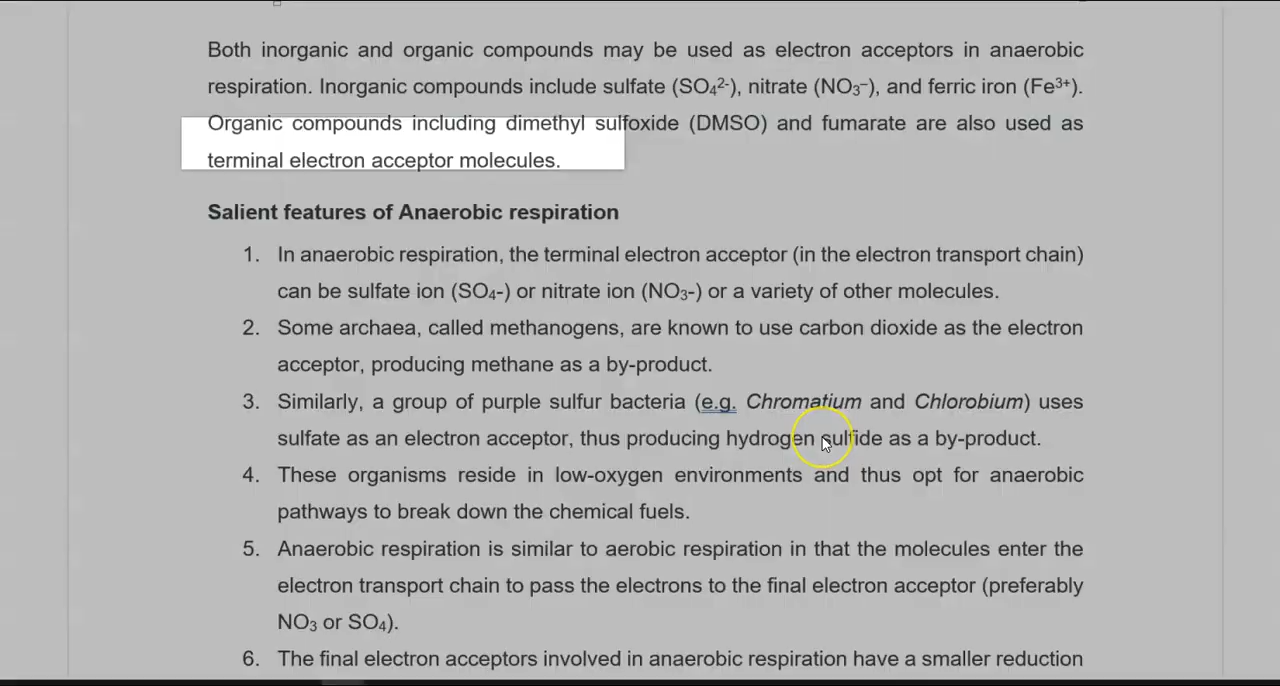 Both inorganic and organic compounds may be used as electron acceptors in anaerobic
respiration. Inorganic compounds include sulfate (SO₄²⁻), nitrate (NO₃⁻), and ferric iron (Fe³⁺).
Organic compounds including dimethyl sulfoxide (DMSO) and fumarate are also used as
terminal electron acceptor molecules.
Salient features of Anaerobic respiration
1. In anaerobic respiration, the terminal electron acceptor (in the electron transport chain)
can be sulfate ion (SO₄-) or nitrate ion (NO₃-) or a variety of other molecules.
2. Some archaea, called methanogens, are known to use carbon dioxide as the electron
acceptor, producing methane as a by-product.
3. Similarly, a group of purple sulfur bacteria (e.g. Chromatium and Chlorobium) uses
sulfate as an electron acceptor, thus producing hydrogen sulfide as a by-product.
4. These organisms reside in low-oxygen environments and thus opt for anaerobic
pathways to break down the chemical fuels.
5. Anaerobic respiration is similar to aerobic respiration in that the molecules enter the
electron transport chain to pass the electrons to the final electron acceptor (preferably
NO₃ or SO₄).
6. The final electron acceptors involved in anaerobic respiration have a smaller reduction